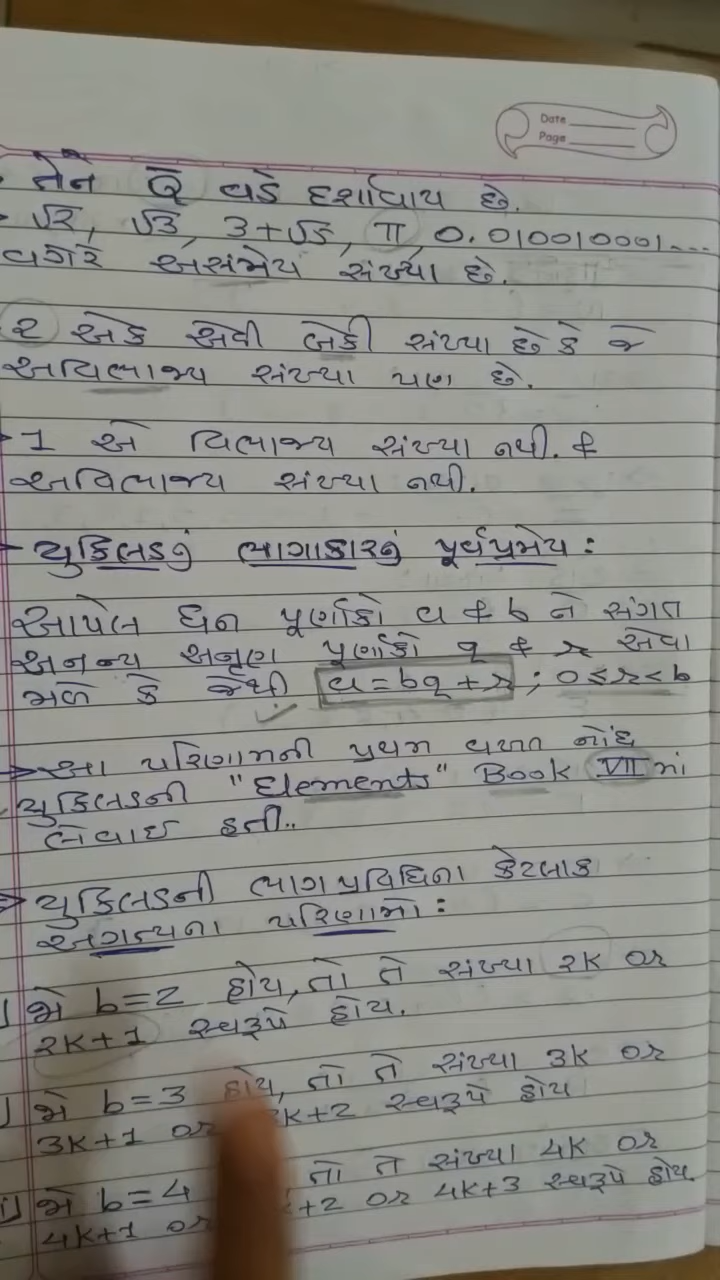 Date
Page
તેને Q̅ વડે દર્શાવાય છે.
√2, √3, 3+√5, π, 0.010010001....
વગેરે અસંમેય સંખ્યા છે.
2 એક એવી બેકી સંખ્યા છે કે જે
અવિભાજ્ય સંખ્યા પણ છે.
1 એ વિભાજ્ય સંખ્યા નથી. &
અવિભાજ્ય સંખ્યા નથી.
યુક્લિડનું ભાગાકારનું પૂર્વપ્રમેય :
આપેલ ધન પૂર્ણાંકો a & b ને સંગત
અનન્ય અનૃણ પૂર્ણાંકો q & r એવા
મળે કે જેથી a = bq + r ; 0 ≤ r < b
⇒ આ પરિણામની પ્રથમ વખત નોંધ
યુક્લિડની "Elements" Book VII માં
લેવાઇ હતી..
⇒ યુક્લિડની ભાગપ્રવિધિના કેટલાક
અગત્યના પરિણામો :
જો b=2 હોય, તો તે સંખ્યા 2K or
2K+1 સ્વરૂપે હોય.
જો b=3 હોય, તો તે સંખ્યા 3K or
3K+1 or K+2 સ્વરૂપે હોય
જો b=4 તો તે સંખ્યા 4K or
4K+1 or +2 or 4K+3 સ્વરૂપે હોય.